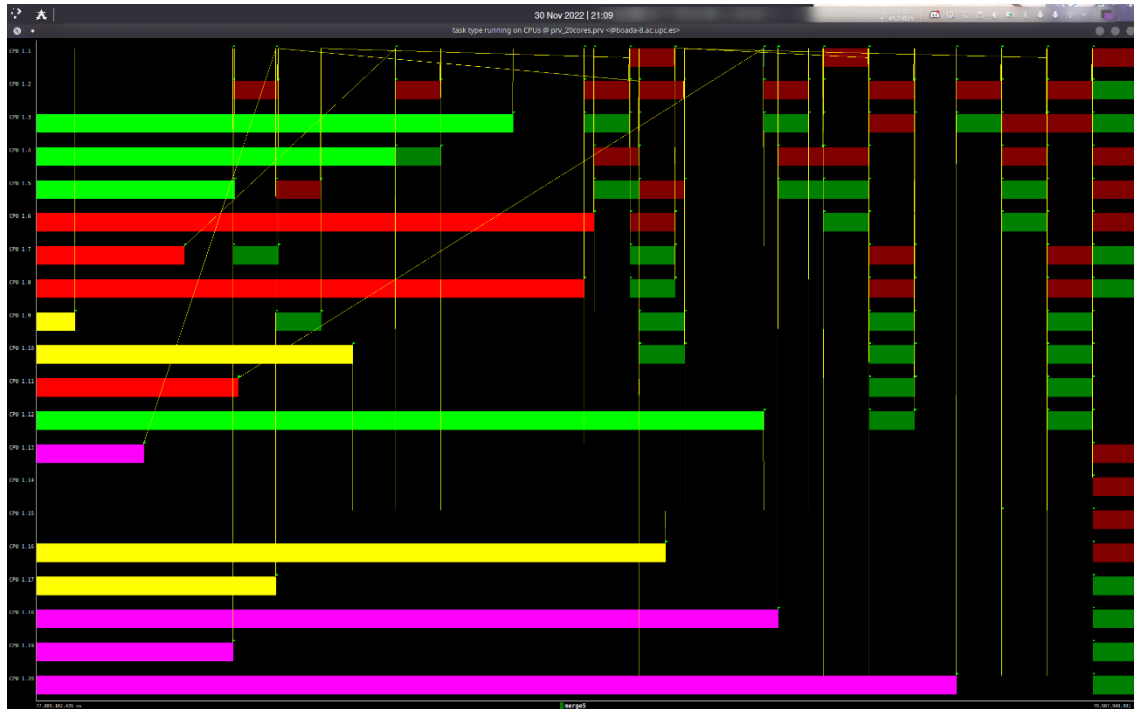 30 Nov 2022 | 21:09
task type running on CPUs @ prv_20cores.prv <@boada-8.ac.upc.es>
CPU 1.1
CPU 1.2
CPU 1.3
CPU 1.4
CPU 1.5
CPU 1.6
CPU 1.7
CPU 1.8
CPU 1.9
CPU 1.10
CPU 1.11
CPU 1.12
CPU 1.13
CPU 1.14
CPU 1.15
CPU 1.16
CPU 1.17
CPU 1.18
CPU 1.19
CPU 1.20
merge5